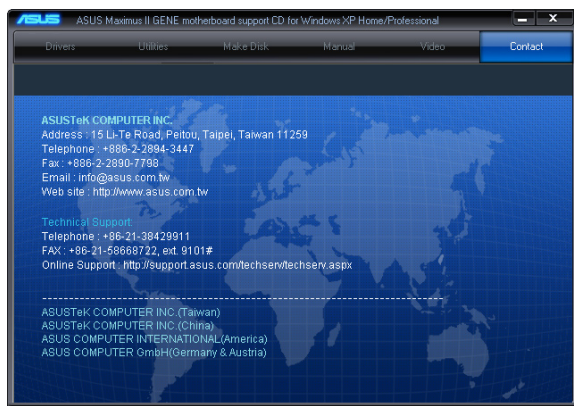 ASUS ASUS Maximus II GENE motherboard support CD for Windows XP Home/Professional
Drivers Utilities Make Disk Manual Video Contact
ASUSTeK COMPUTER INC.
Address : 15 Li-Te Road, Peitou, Taipei, Taiwan 11259
Telephone : +886-2-2894-3447
Fax : +886-2-2890-7798
Email : info@asus.com.tw
Web site : http://www.asus.com.tw
Technical Support
Telephone : +86-21-38429911
FAX : +86-21-58668722, ext. 9101#
Online Support : http://support.asus.com/techserv/techserv.aspx
ASUSTeK COMPUTER INC.(Taiwan)
ASUSTeK COMPUTER INC.(China)
ASUS COMPUTER INTERNATIONAL(America)
ASUS COMPUTER GmbH(Germany & Austria)